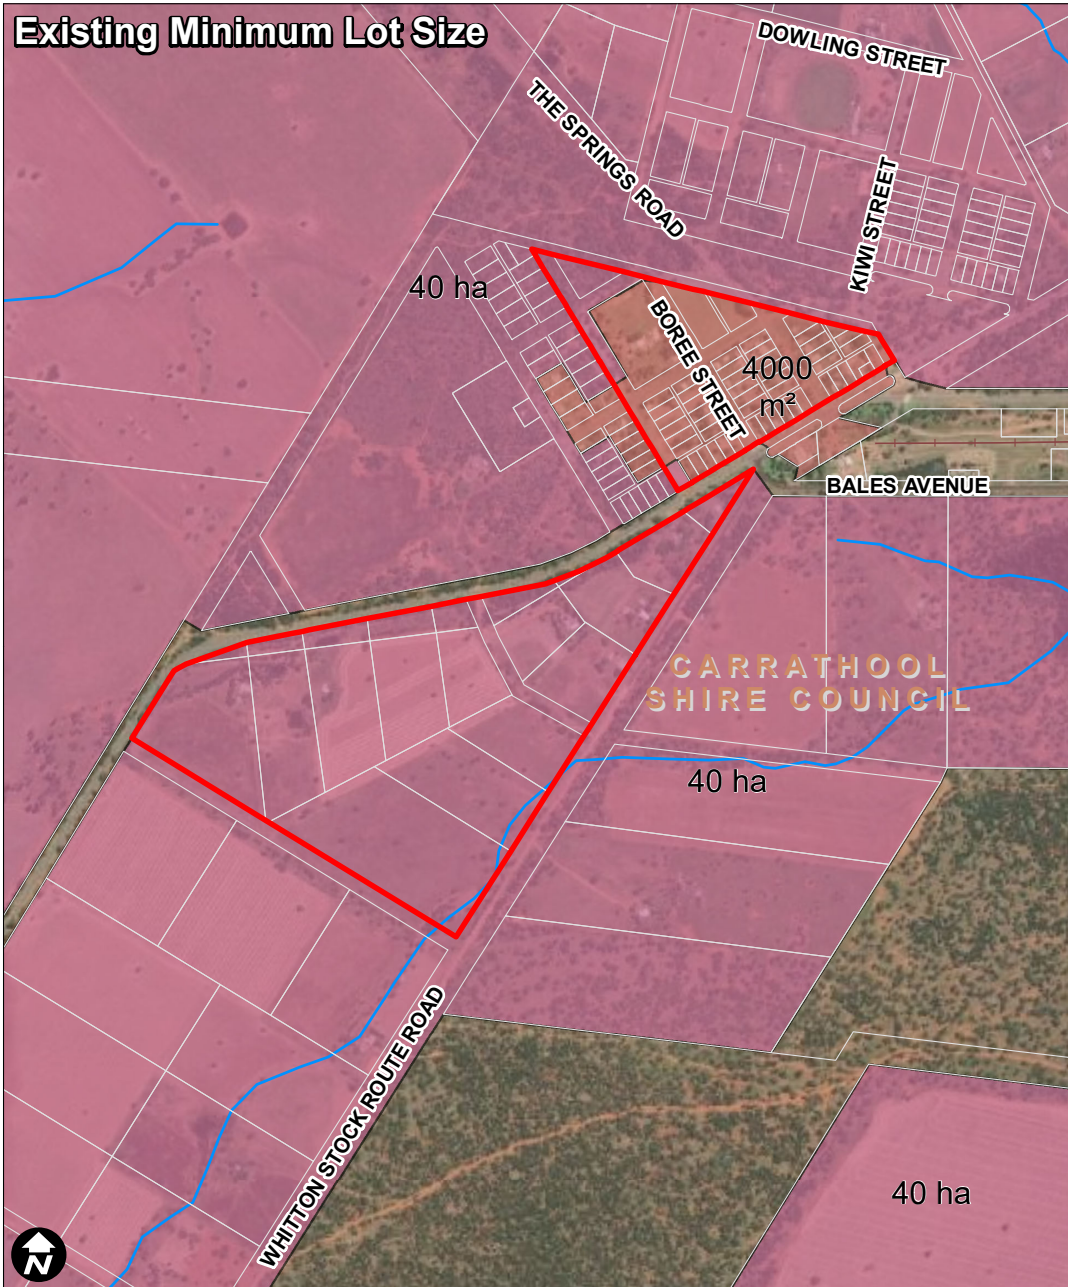 Existing Minimum Lot Size
DOWLING STREET
THE SPRINGS ROAD
KIWI STREET
40 ha
BOREE STREET
4000
m²
BALES AVENUE
CARRATHOOL
SHIRE COUNCIL
40 ha
WHITTON STOCK ROUTE ROAD
40 ha
N